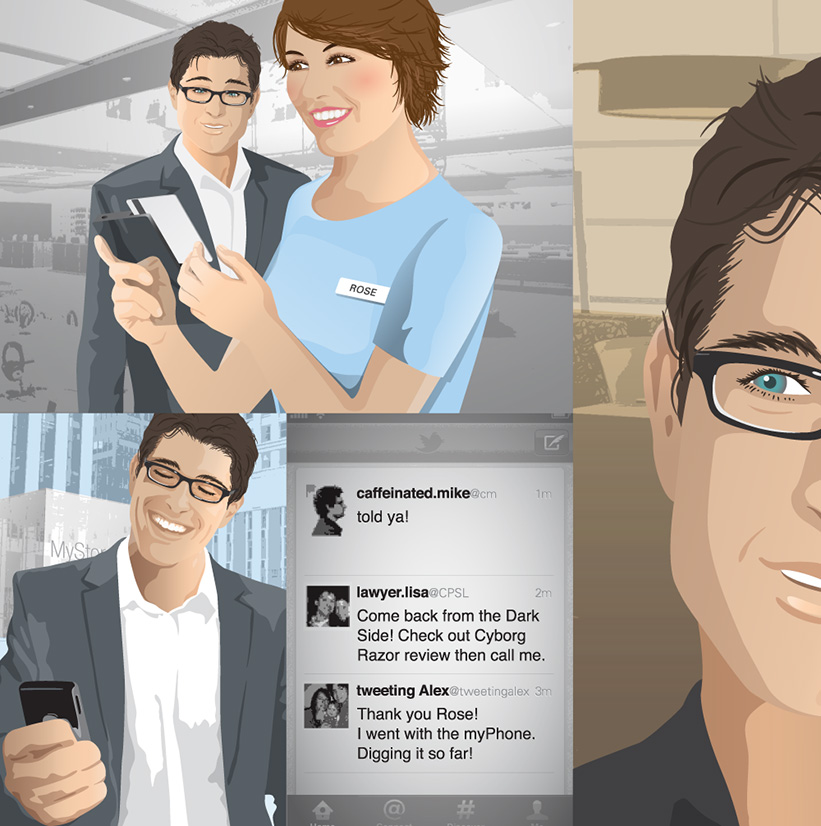 ROSE
MyStor
caffeinated.mike@cm 1m
told ya!
lawyer.lisa@CPSL 2m
Come back from the Dark
Side! Check out Cyborg
Razor review then call me.
tweeting Alex@tweetingalex 3m
Thank you Rose!
I went with the myPhone.
Digging it so far!